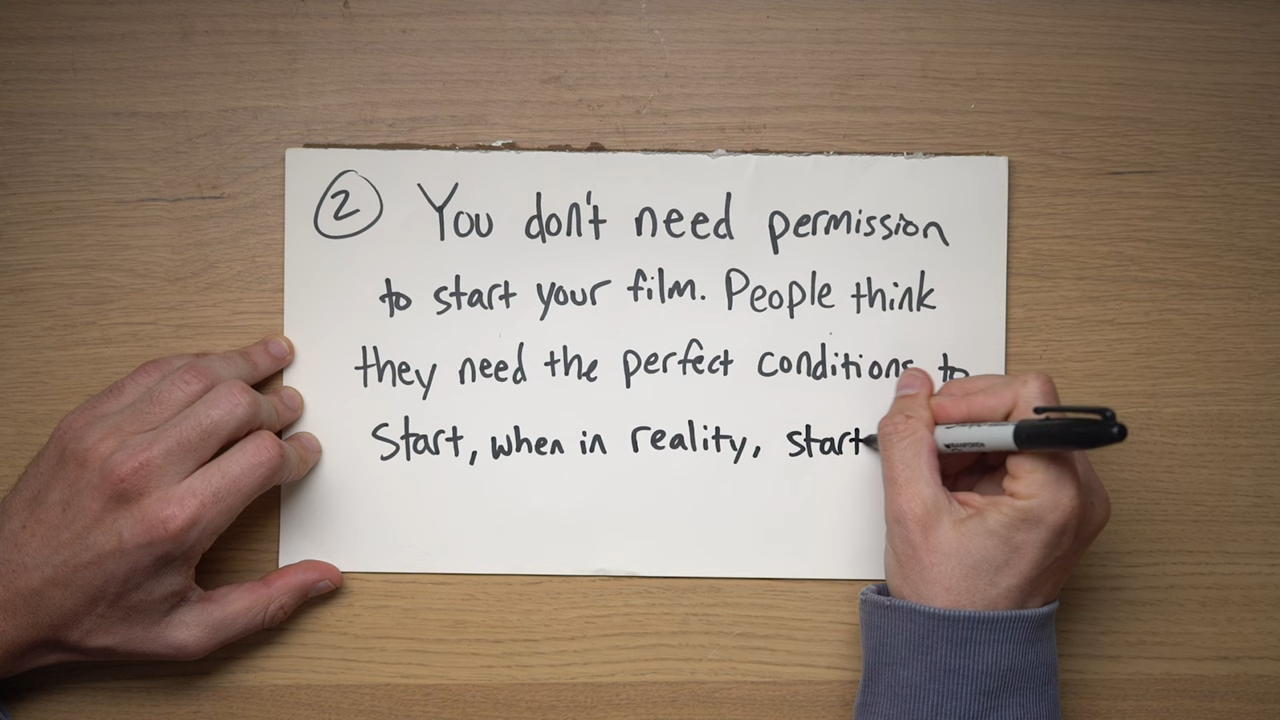 ② You don't need permission
to start your film. People think
they need the perfect conditions to
Start, when in reality, start